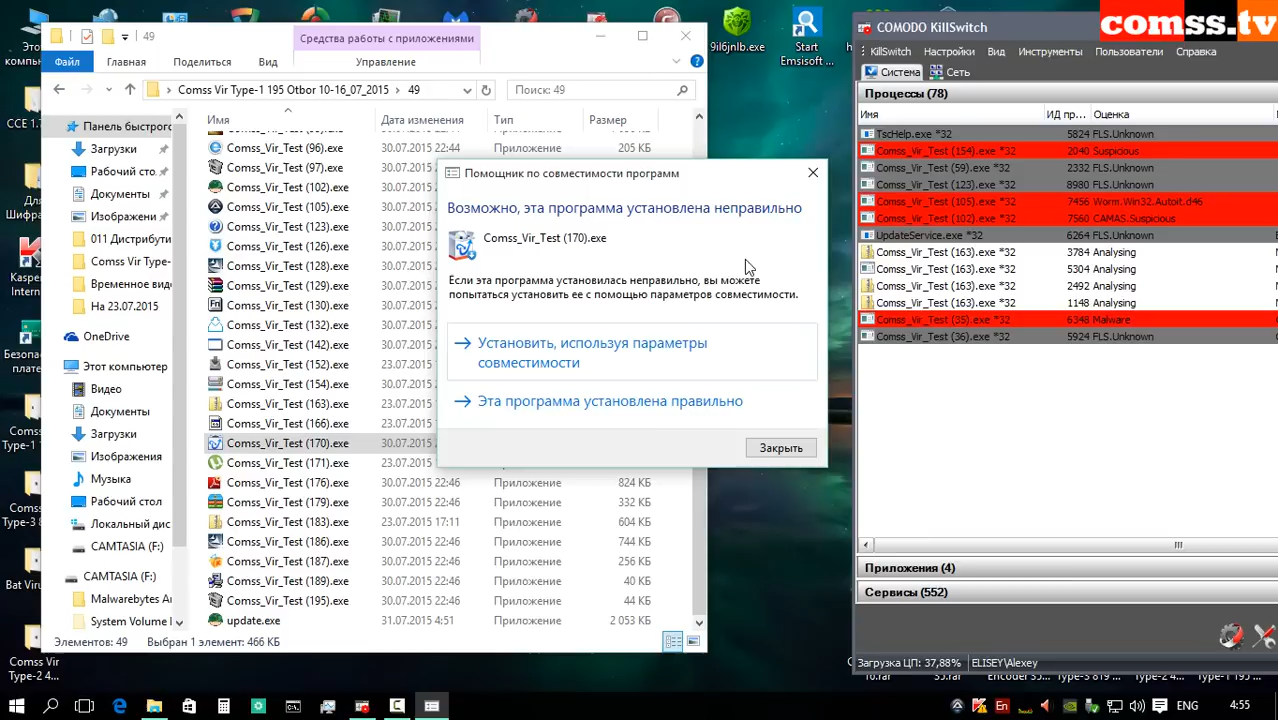 comss.tv
49
Средства работы с приложениями
Файл
Главная
Поделиться
Вид
Управление
Comss Vir Type-1 195 Otbor 10-16_07_2015 › 49
Поиск: 49
Имя
Дата изменения
Тип
Размер
Панель быстрого
Загрузки
Рабочий сто.
Документы
Изображени
011 Дистрибути
Comss Vir Type-
Временное виде
На 23.07.2015
OneDrive
Этот компьютер
Видео
Документы
Загрузки
Изображения
Музыка
Рабочий стол
Локальный дис
CAMTASIA (F:)
CAMTASIA (F:)
Malwarebytes Ar
System Volume I
Comss_Vir_Test (96).exe 30.07.2015 22:44 Приложение 205 КБ
Comss_Vir_Test (97).exe
Comss_Vir_Test (102).exe
Comss_Vir_Test (105).exe
Comss_Vir_Test (123).exe
Comss_Vir_Test (126).exe
Comss_Vir_Test (128).exe
Comss_Vir_Test (129).exe
Comss_Vir_Test (130).exe
Comss_Vir_Test (132).exe
Comss_Vir_Test (142).exe
Comss_Vir_Test (152).exe
Comss_Vir_Test (154).exe
Comss_Vir_Test (163).exe
Comss_Vir_Test (166).exe
Comss_Vir_Test (170).exe
Comss_Vir_Test (171).exe
Comss_Vir_Test (176).exe 30.07.2015 22:46 Приложение 824 КБ
Comss_Vir_Test (179).exe 30.07.2015 22:46 Приложение 332 КБ
Comss_Vir_Test (183).exe 23.07.2015 17:11 Приложение 604 КБ
Comss_Vir_Test (186).exe 30.07.2015 22:46 Приложение 744 КБ
Comss_Vir_Test (187).exe 30.07.2015 22:46 Приложение 256 КБ
Comss_Vir_Test (189).exe 30.07.2015 22:46 Приложение 40 КБ
Comss_Vir_Test (195).exe 30.07.2015 22:46 Приложение 44 КБ
update.exe 31.07.2015 4:51 Приложение 2 053 КБ
Элементов: 49 Выбран 1 элемент: 466 КБ
Помощник по совместимости программ
Возможно, эта программа установлена неправильно
Comss_Vir_Test (170).exe
Если эта программа установилась неправильно, вы можете
попытаться установить ее с помощью параметров совместимости.
Установить, используя параметры
совместимости
Эта программа установлена правильно
Закрыть
9il6jnlb.exe
Start
Emsisoft ...
COMODO KillSwitch
KillSwitch Настройки Вид Инструменты Пользователи Справка
Система Сеть
Процессы (78)
Имя ИД пр... Оценка
TscHelp.exe *32 5824 FLS.Unknown
Comss_Vir_Test (154).exe *32 2040 Suspicious
Comss_Vir_Test (59).exe *32 2332 FLS.Unknown
Comss_Vir_Test (123).exe *32 8980 FLS.Unknown
Comss_Vir_Test (105).exe *32 7456 Worm.Win32.Autoit.d46
Comss_Vir_Test (102).exe *32 7560 CAMAS.Suspicious
UpdateService.exe *32 6264 FLS.Unknown
Comss_Vir_Test (163).exe *32 3784 Analysing
Comss_Vir_Test (163).exe *32 5304 Analysing
Comss_Vir_Test (163).exe *32 2492 Analysing
Comss_Vir_Test (163).exe *32 1148 Analysing
Comss_Vir_Test (35).exe *32 6348 Malware
Comss_Vir_Test (36).exe *32 5924 FLS.Unknown
Приложения (4)
Сервисы (552)
Загрузка ЦП: 37,88% ELISEY\Alexey
Comss Vir
Type-2 4...
ENG
4:55